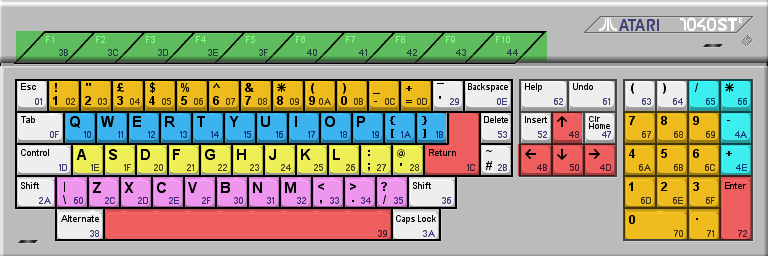 F1 F2 F3 F4 F5 F6 F7 F8 F9 F10
3B 3C 3D 3E 3F 40 41 42 43 44
ATARI 1040STE
Esc ! " £ $ % ^ & * ( ) _ + ¯ Backspace
01 1 02 2 03 3 04 4 05 5 06 6 07 7 08 8 09 9 0A 0 0B - 0C = 0D ' 29 0E
Help Undo
62 61
( ) / *
63 64 65 66
Tab Q W E R T Y U I O P { } Delete
0F 10 11 12 13 14 15 16 17 18 19 [ 1A ] 1B 53
Insert ↑ Clr Home
52 48 47
7 8 9 -
67 68 69 4A
Control A S D F G H J K L : @ Return ~
1D 1E 1F 20 21 22 23 24 25 26 ; 27 ' 28 1C # 2B
← ↓ →
4B 50 4D
4 5 6 +
6A 6B 6C 4E
Shift | Z X C V B N M < > ? Shift
2A \ 60 2C 2D 2E 2F 30 31 32 , 33 . 34 / 35 36
1 2 3 Enter
6D 6E 6F 72
Alternate Caps Lock
38 39 3A
0 .
70 71